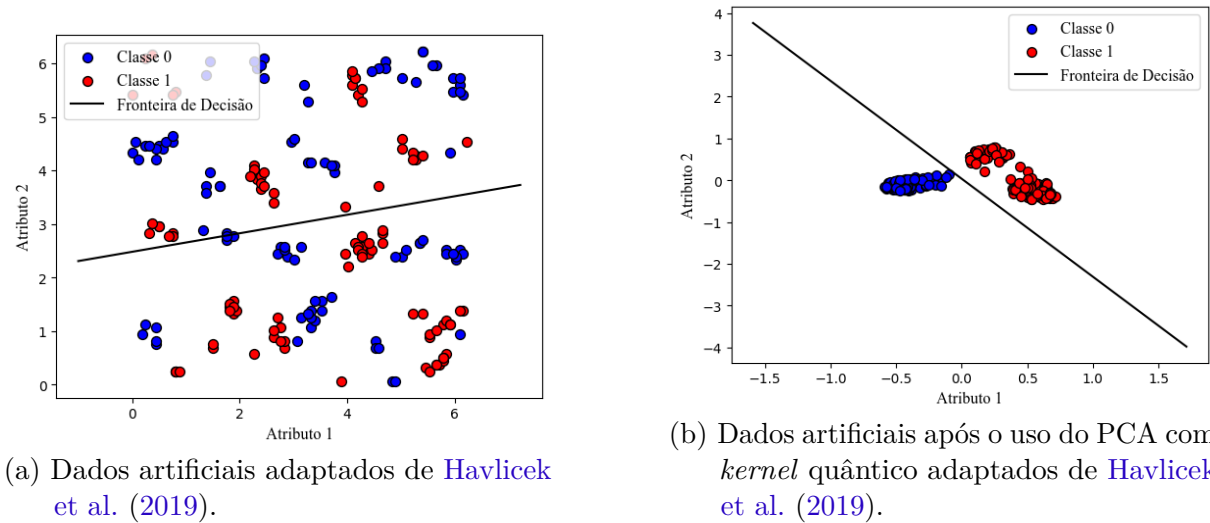 Classe 0
Classe 1
Fronteira de Decisão
6
5
4
3
2
1
0
Atributo 2
0
2
4
6
Atributo 1
(a) Dados artificiais adaptados de Havlicek
et al. (2019).
Classe 0
Classe 1
Fronteira de Decisão
4
3
2
1
0
−1
−2
−3
−4
Atributo 2
−1.5
−1.0
−0.5
0.0
0.5
1.0
1.5
Atributo 1
(b) Dados artificiais após o uso do PCA com
kernel quântico adaptados de Havlicek
et al. (2019).